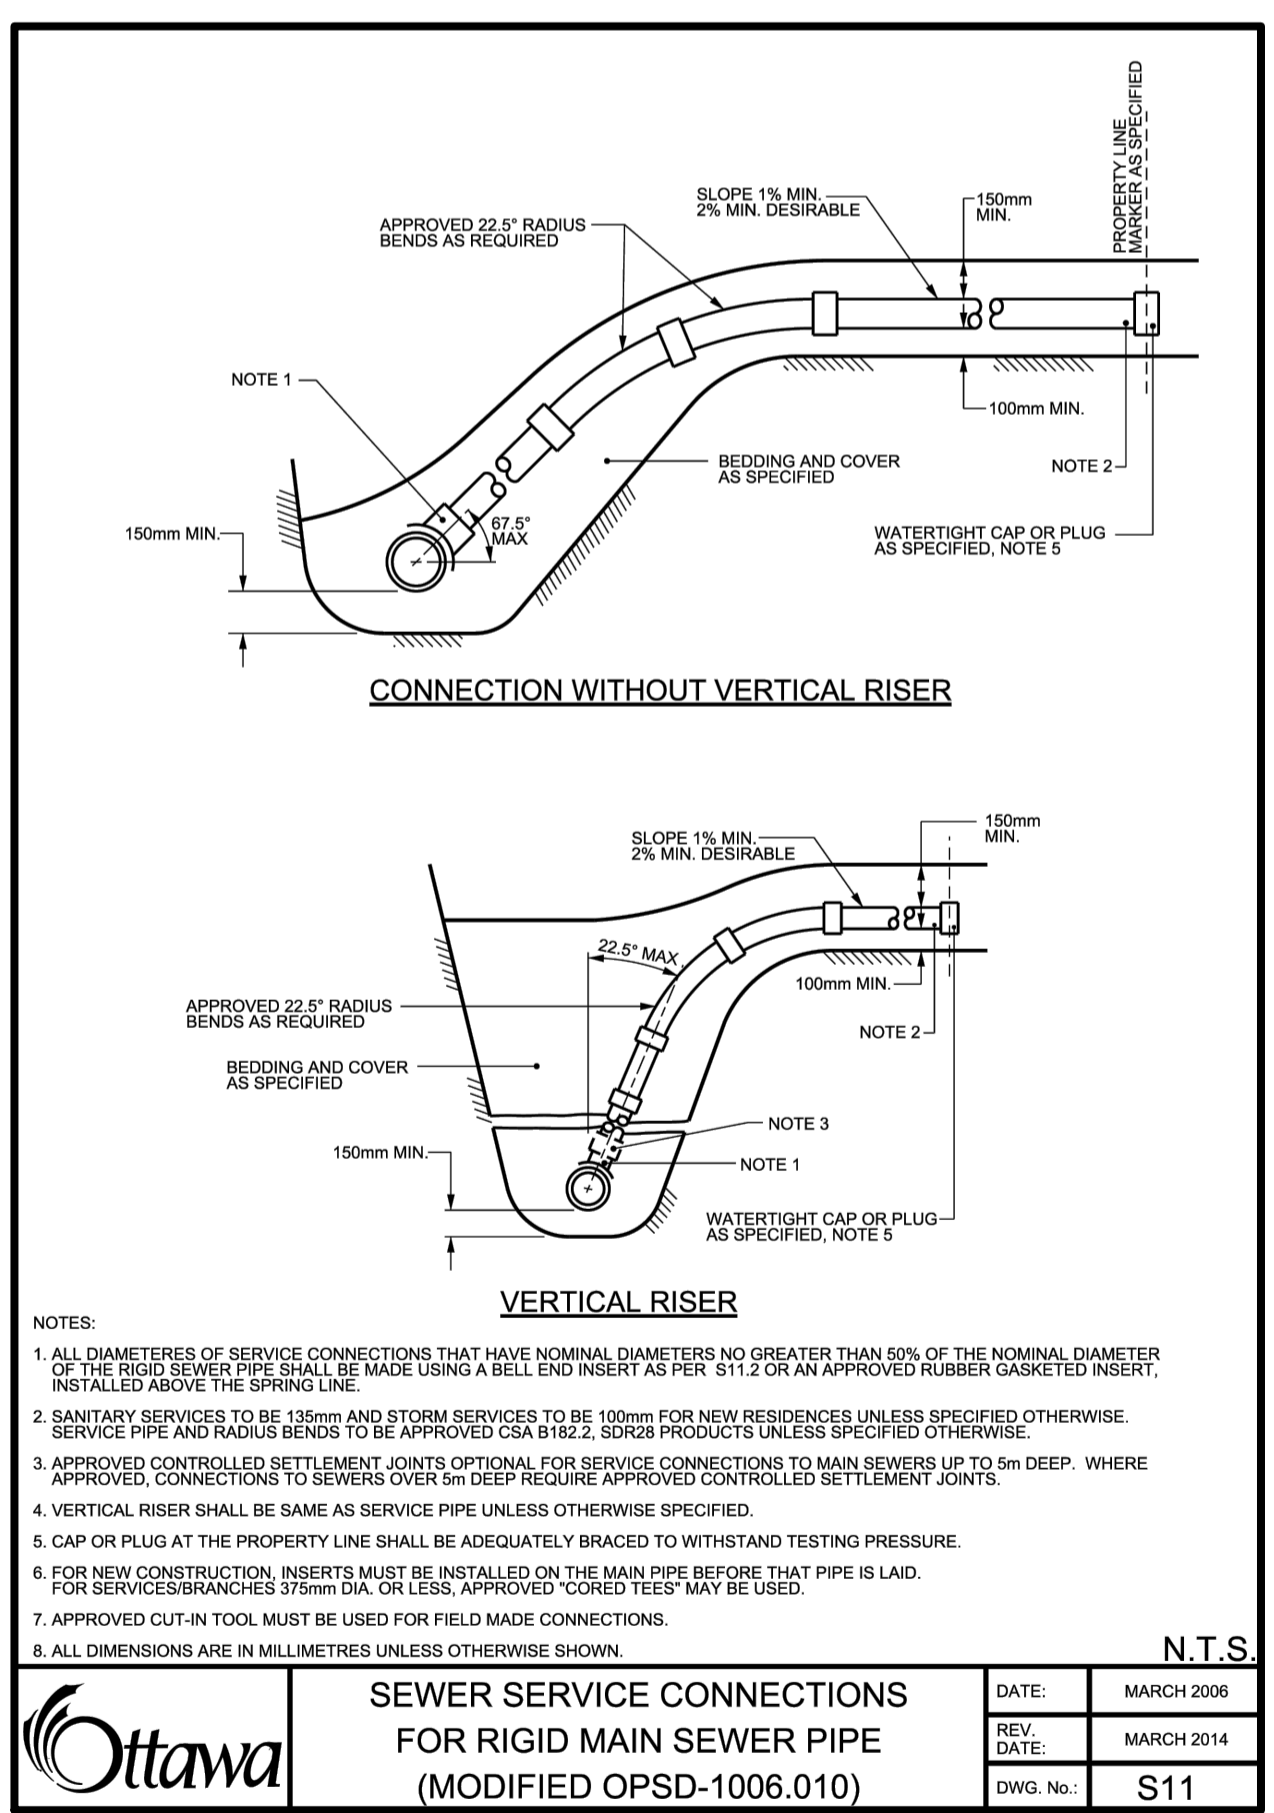 PROPERTY LINE
MARKER AS SPECIFIED
SLOPE 1% MIN.
2% MIN. DESIRABLE
150mm
MIN.
APPROVED 22.5° RADIUS
BENDS AS REQUIRED
NOTE 1
100mm MIN.
BEDDING AND COVER
AS SPECIFIED
NOTE 2
150mm MIN.
67.5°
MAX
WATERTIGHT CAP OR PLUG
AS SPECIFIED, NOTE 5
CONNECTION WITHOUT VERTICAL RISER
150mm
MIN.
SLOPE 1% MIN.
2% MIN. DESIRABLE
22.5° MAX.
100mm MIN.
APPROVED 22.5° RADIUS
BENDS AS REQUIRED
NOTE 2
BEDDING AND COVER
AS SPECIFIED
NOTE 3
150mm MIN.
NOTE 1
WATERTIGHT CAP OR PLUG
AS SPECIFIED, NOTE 5
VERTICAL RISER
NOTES:
1. ALL DIAMETERES OF SERVICE CONNECTIONS THAT HAVE NOMINAL DIAMETERS NO GREATER THAN 50% OF THE NOMINAL DIAMETER
OF THE RIGID SEWER PIPE SHALL BE MADE USING A BELL END INSERT AS PER S11.2 OR AN APPROVED RUBBER GASKETED INSERT,
INSTALLED ABOVE THE SPRING LINE.
2. SANITARY SERVICES TO BE 135mm AND STORM SERVICES TO BE 100mm FOR NEW RESIDENCES UNLESS SPECIFIED OTHERWISE.
SERVICE PIPE AND RADIUS BENDS TO BE APPROVED CSA B182.2, SDR28 PRODUCTS UNLESS SPECIFIED OTHERWISE.
3. APPROVED CONTROLLED SETTLEMENT JOINTS OPTIONAL FOR SERVICE CONNECTIONS TO MAIN SEWERS UP TO 5m DEEP. WHERE
APPROVED, CONNECTIONS TO SEWERS OVER 5m DEEP REQUIRE APPROVED CONTROLLED SETTLEMENT JOINTS.
4. VERTICAL RISER SHALL BE SAME AS SERVICE PIPE UNLESS OTHERWISE SPECIFIED.
5. CAP OR PLUG AT THE PROPERTY LINE SHALL BE ADEQUATELY BRACED TO WITHSTAND TESTING PRESSURE.
6. FOR NEW CONSTRUCTION, INSERTS MUST BE INSTALLED ON THE MAIN PIPE BEFORE THAT PIPE IS LAID.
FOR SERVICES/BRANCHES 375mm DIA. OR LESS, APPROVED "CORED TEES" MAY BE USED.
7. APPROVED CUT-IN TOOL MUST BE USED FOR FIELD MADE CONNECTIONS.
8. ALL DIMENSIONS ARE IN MILLIMETRES UNLESS OTHERWISE SHOWN.
N.T.S.
Ottawa
SEWER SERVICE CONNECTIONS
FOR RIGID MAIN SEWER PIPE
(MODIFIED OPSD-1006.010)
DATE: MARCH 2006
REV.
DATE: MARCH 2014
DWG. No.: S11